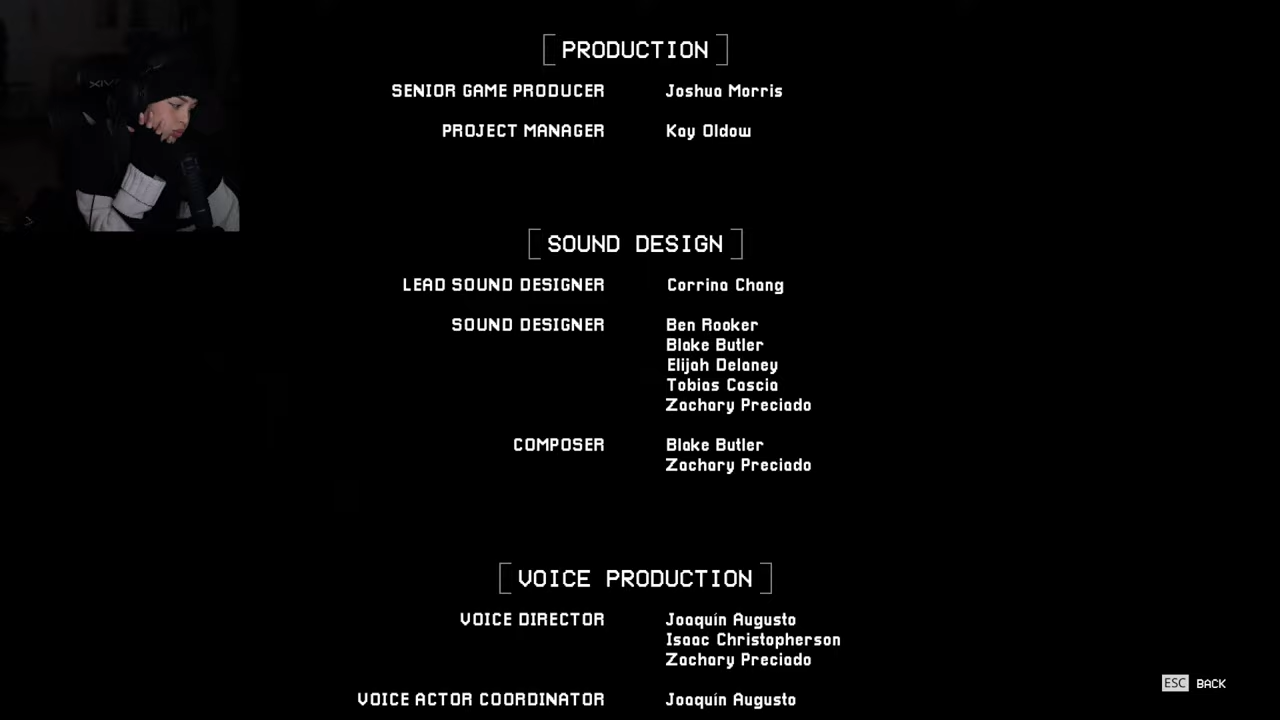 PRODUCTION
SENIOR GAME PRODUCER Joshua Morris
PROJECT MANAGER Kay Oldow
SOUND DESIGN
LEAD SOUND DESIGNER Corrina Chang
SOUND DESIGNER Ben Rooker
Blake Butler
Elijah Delaney
Tobias Cascia
Zachary Preciado
COMPOSER Blake Butler
Zachary Preciado
VOICE PRODUCTION
VOICE DIRECTOR Joaquín Augusto
Isaac Christopherson
Zachary Preciado
VOICE ACTOR COORDINATOR Joaquín Augusto
ESC BACK